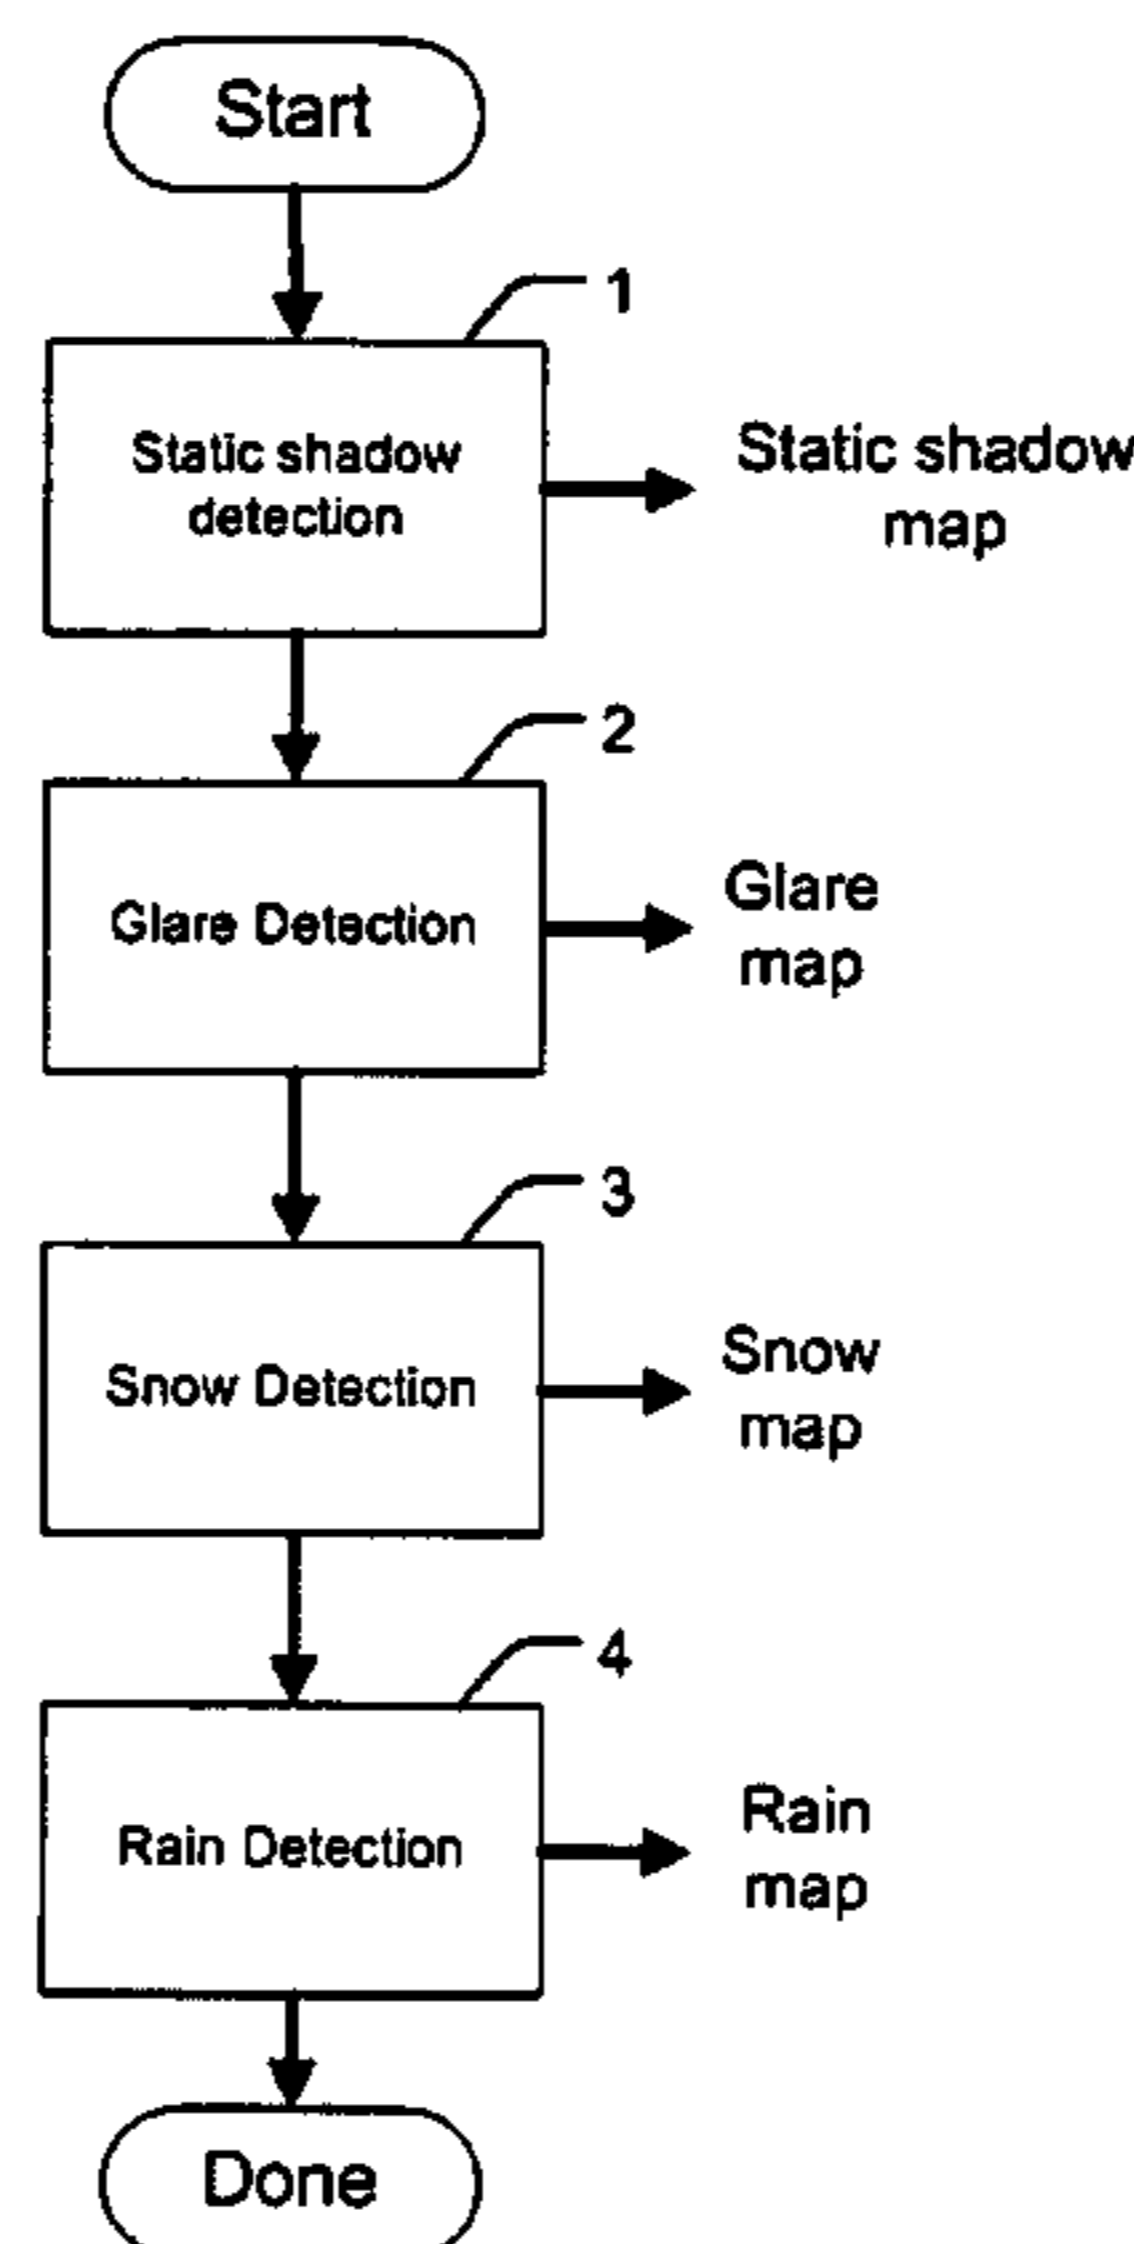 Start
1
Static shadow
detection
Static shadow
map
2
Glare Detection
Glare
map
3
Snow Detection
Snow
map
4
Rain Detection
Rain
map
Done